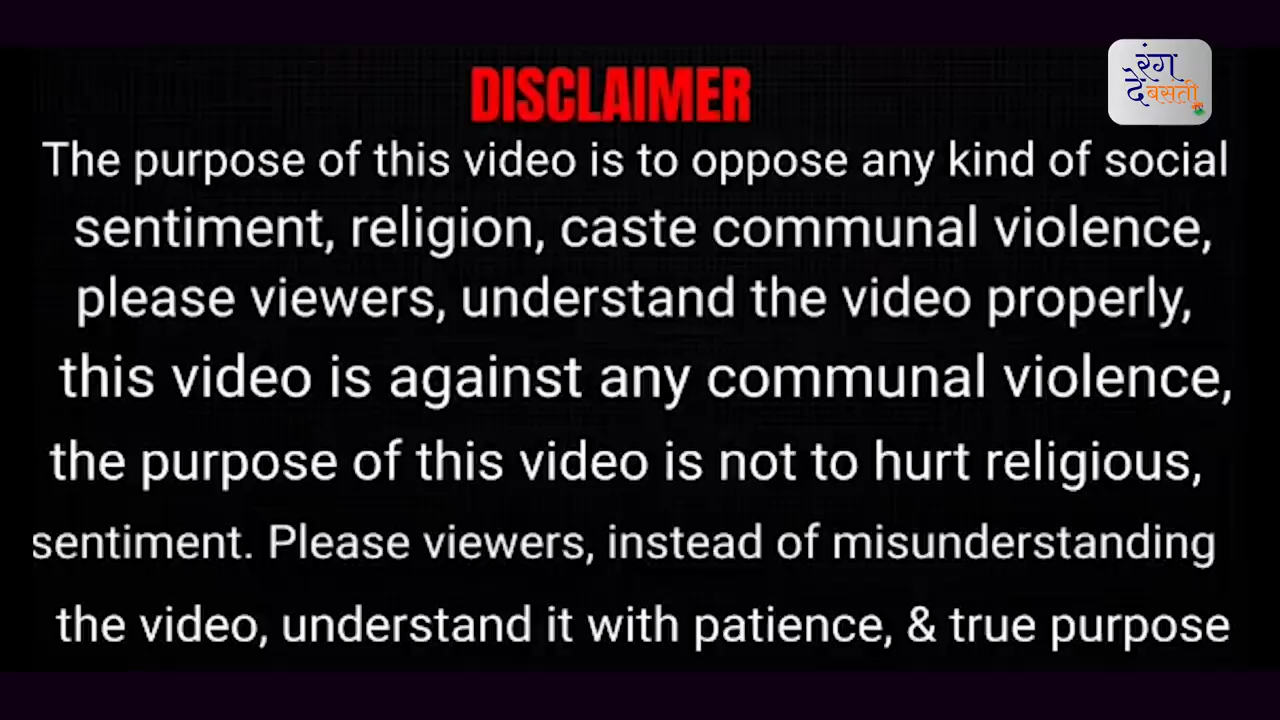 DISCLAIMER
रंग
दे बसंती
The purpose of this video is to oppose any kind of social
sentiment, religion, caste communal violence,
please viewers, understand the video properly,
this video is against any communal violence,
the purpose of this video is not to hurt religious,
sentiment. Please viewers, instead of misunderstanding
the video, understand it with patience, & true purpose